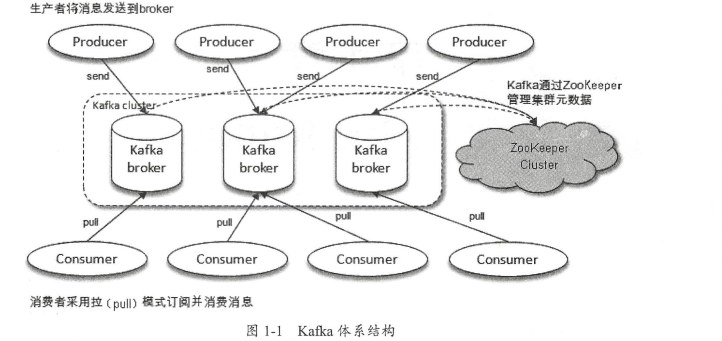 生产者将消息发送到broker
Producer
Producer
Producer
Producer
send
send
send
send
Kafka通过ZooKeeper
管理集群元数据
Kafka cluster
Kafka
broker
Kafka
broker
Kafka
broker
ZooKeeper
Cluster
pull
pull
pull
pull
Consumer
Consumer
Consumer
Consumer
消费者采用拉（pull）模式订阅并消费消息
图 1-1 Kafka 体系结构